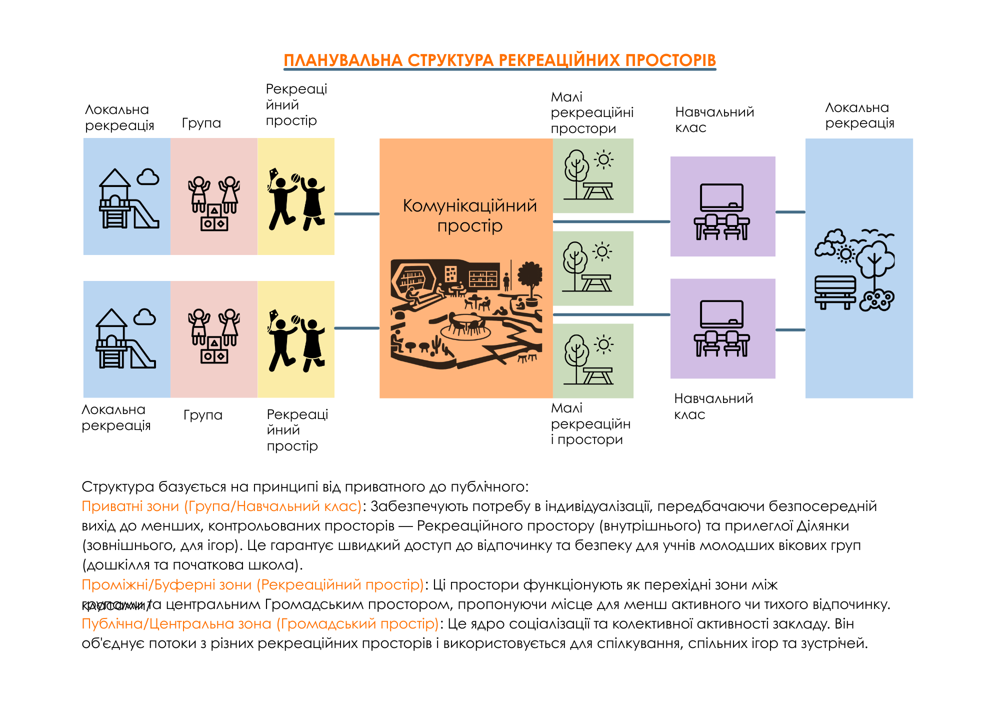 ПЛАНУВАЛЬНА СТРУКТУРА РЕКРЕАЦІЙНИХ ПРОСТОРІВ
Локальна
рекреація
Група
Рекреаці
йний
простір
Малі
рекреаційні
простори
Навчальний
клас
Локальна
рекреація
Комунікаційний
простір
Локальна
рекреація
Група
Рекреаці
йний
простір
Малі
рекреаційн
і простори
Навчальний
клас
Структура базується на принципі від приватного до публічного:
Приватні зони (Група/Навчальний клас): Забезпечують потребу в індивідуалізації, передбачаючи безпосередній
вихід до менших, контрольованих просторів — Рекреаційного простору (внутрішнього) та прилеглої Ділянки
(зовнішнього, для ігор). Це гарантує швидкий доступ до відпочинку та безпеку для учнів молодших вікових груп
(дошкілля та початкова школа).
Проміжні/Буферні зони (Рекреаційний простір): Ці простори функціонують як перехідні зони між
класами/
групами та центральним Громадським простором, пропонуючи місце для менш активного чи тихого відпочинку.
Публічна/Центральна зона (Громадський простір): Це ядро соціалізації та колективної активності закладу. Він
об'єднує потоки з різних рекреаційних просторів і використовується для спілкування, спільних ігор та зустрічей.